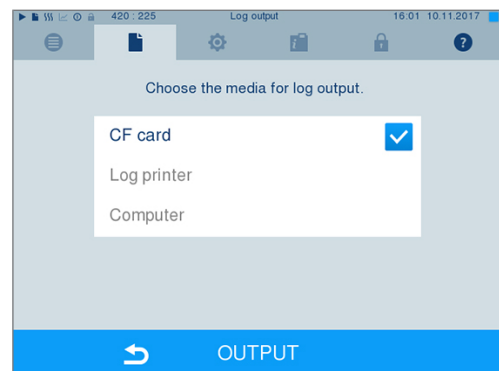 420 : 225 Log output 16:01 10.11.2017
Choose the media for log output.
CF card
Log printer
Computer
OUTPUT